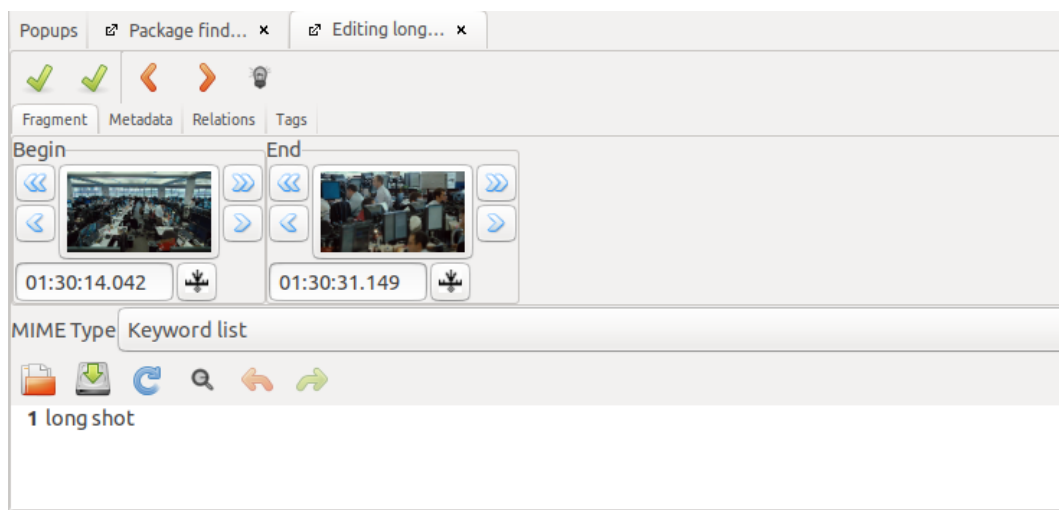 Popups Package find... x Editing long... x
Fragment Metadata Relations Tags
Begin End
01:30:14.042 01:30:31.149
MIME Type Keyword list
1 long shot